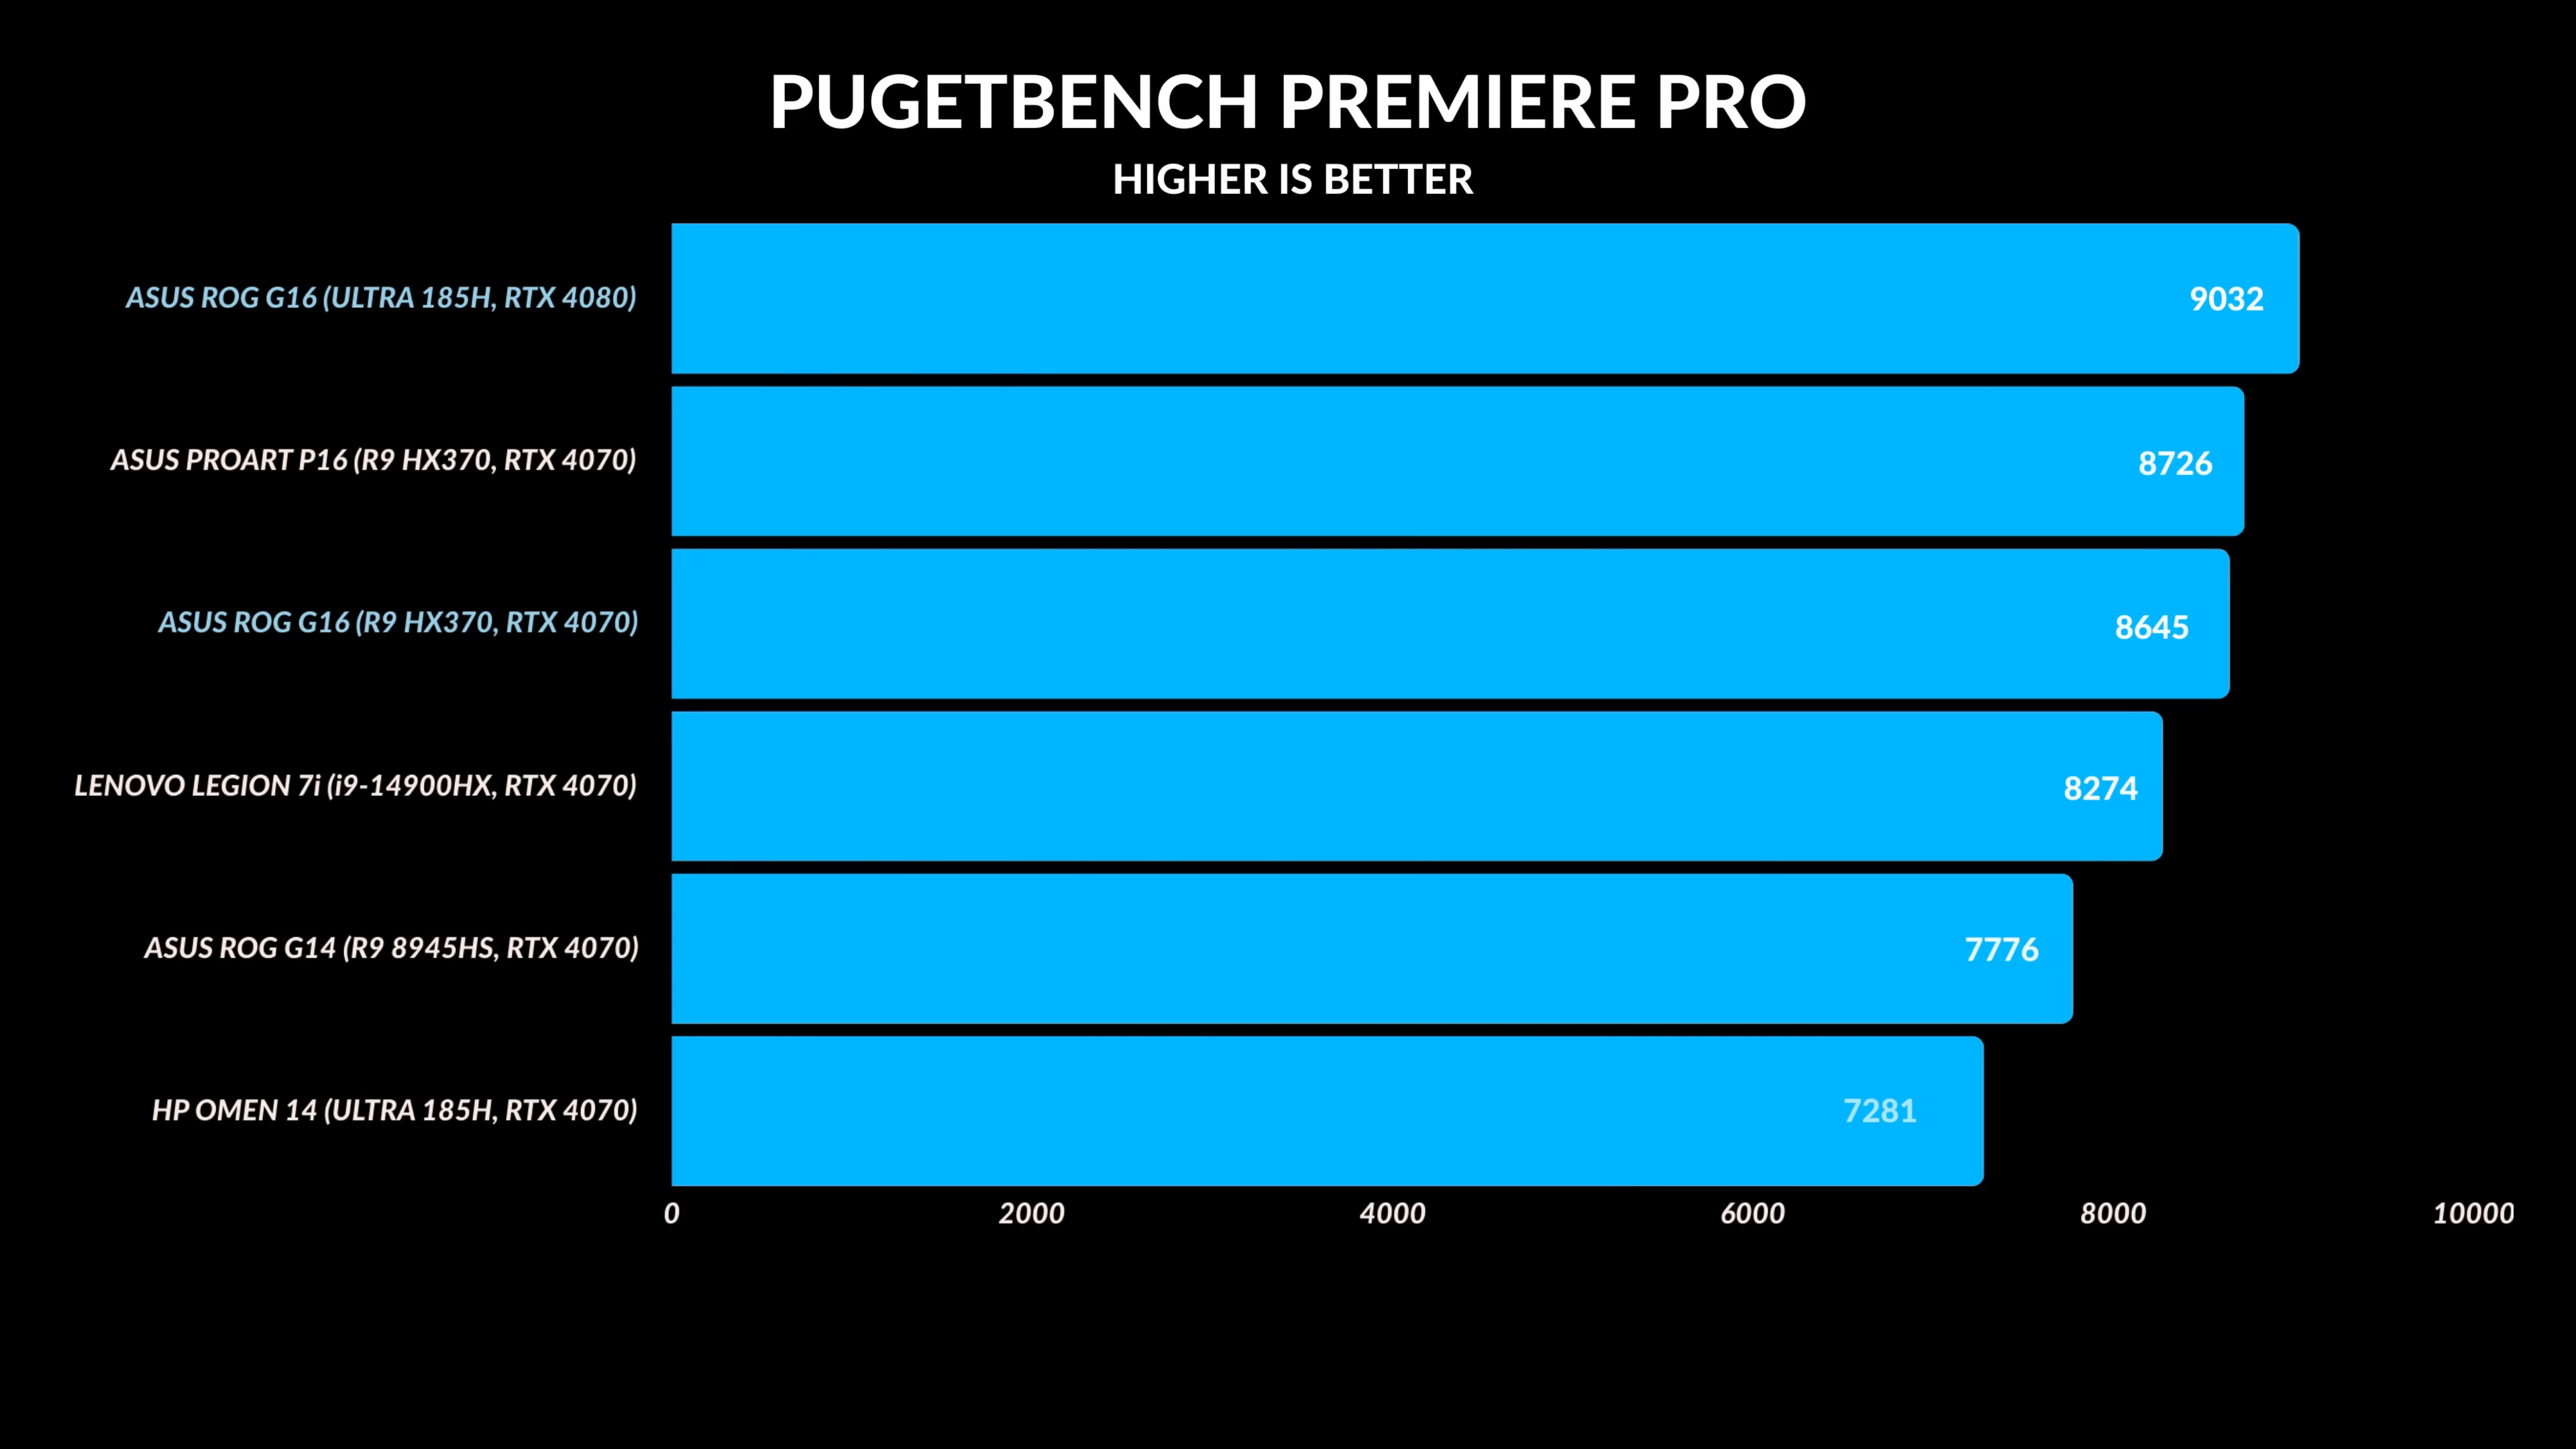 PUGETBENCH PREMIERE PRO
HIGHER IS BETTER
ASUS ROG G16 (ULTRA 185H, RTX 4080)
9032
ASUS PROART P16 (R9 HX370, RTX 4070)
8726
ASUS ROG G16 (R9 HX370, RTX 4070)
8645
LENOVO LEGION 7i (i9-14900HX, RTX 4070)
8274
ASUS ROG G14 (R9 8945HS, RTX 4070)
7776
HP OMEN 14 (ULTRA 185H, RTX 4070)
7281
0 2000 4000 6000 8000 10000